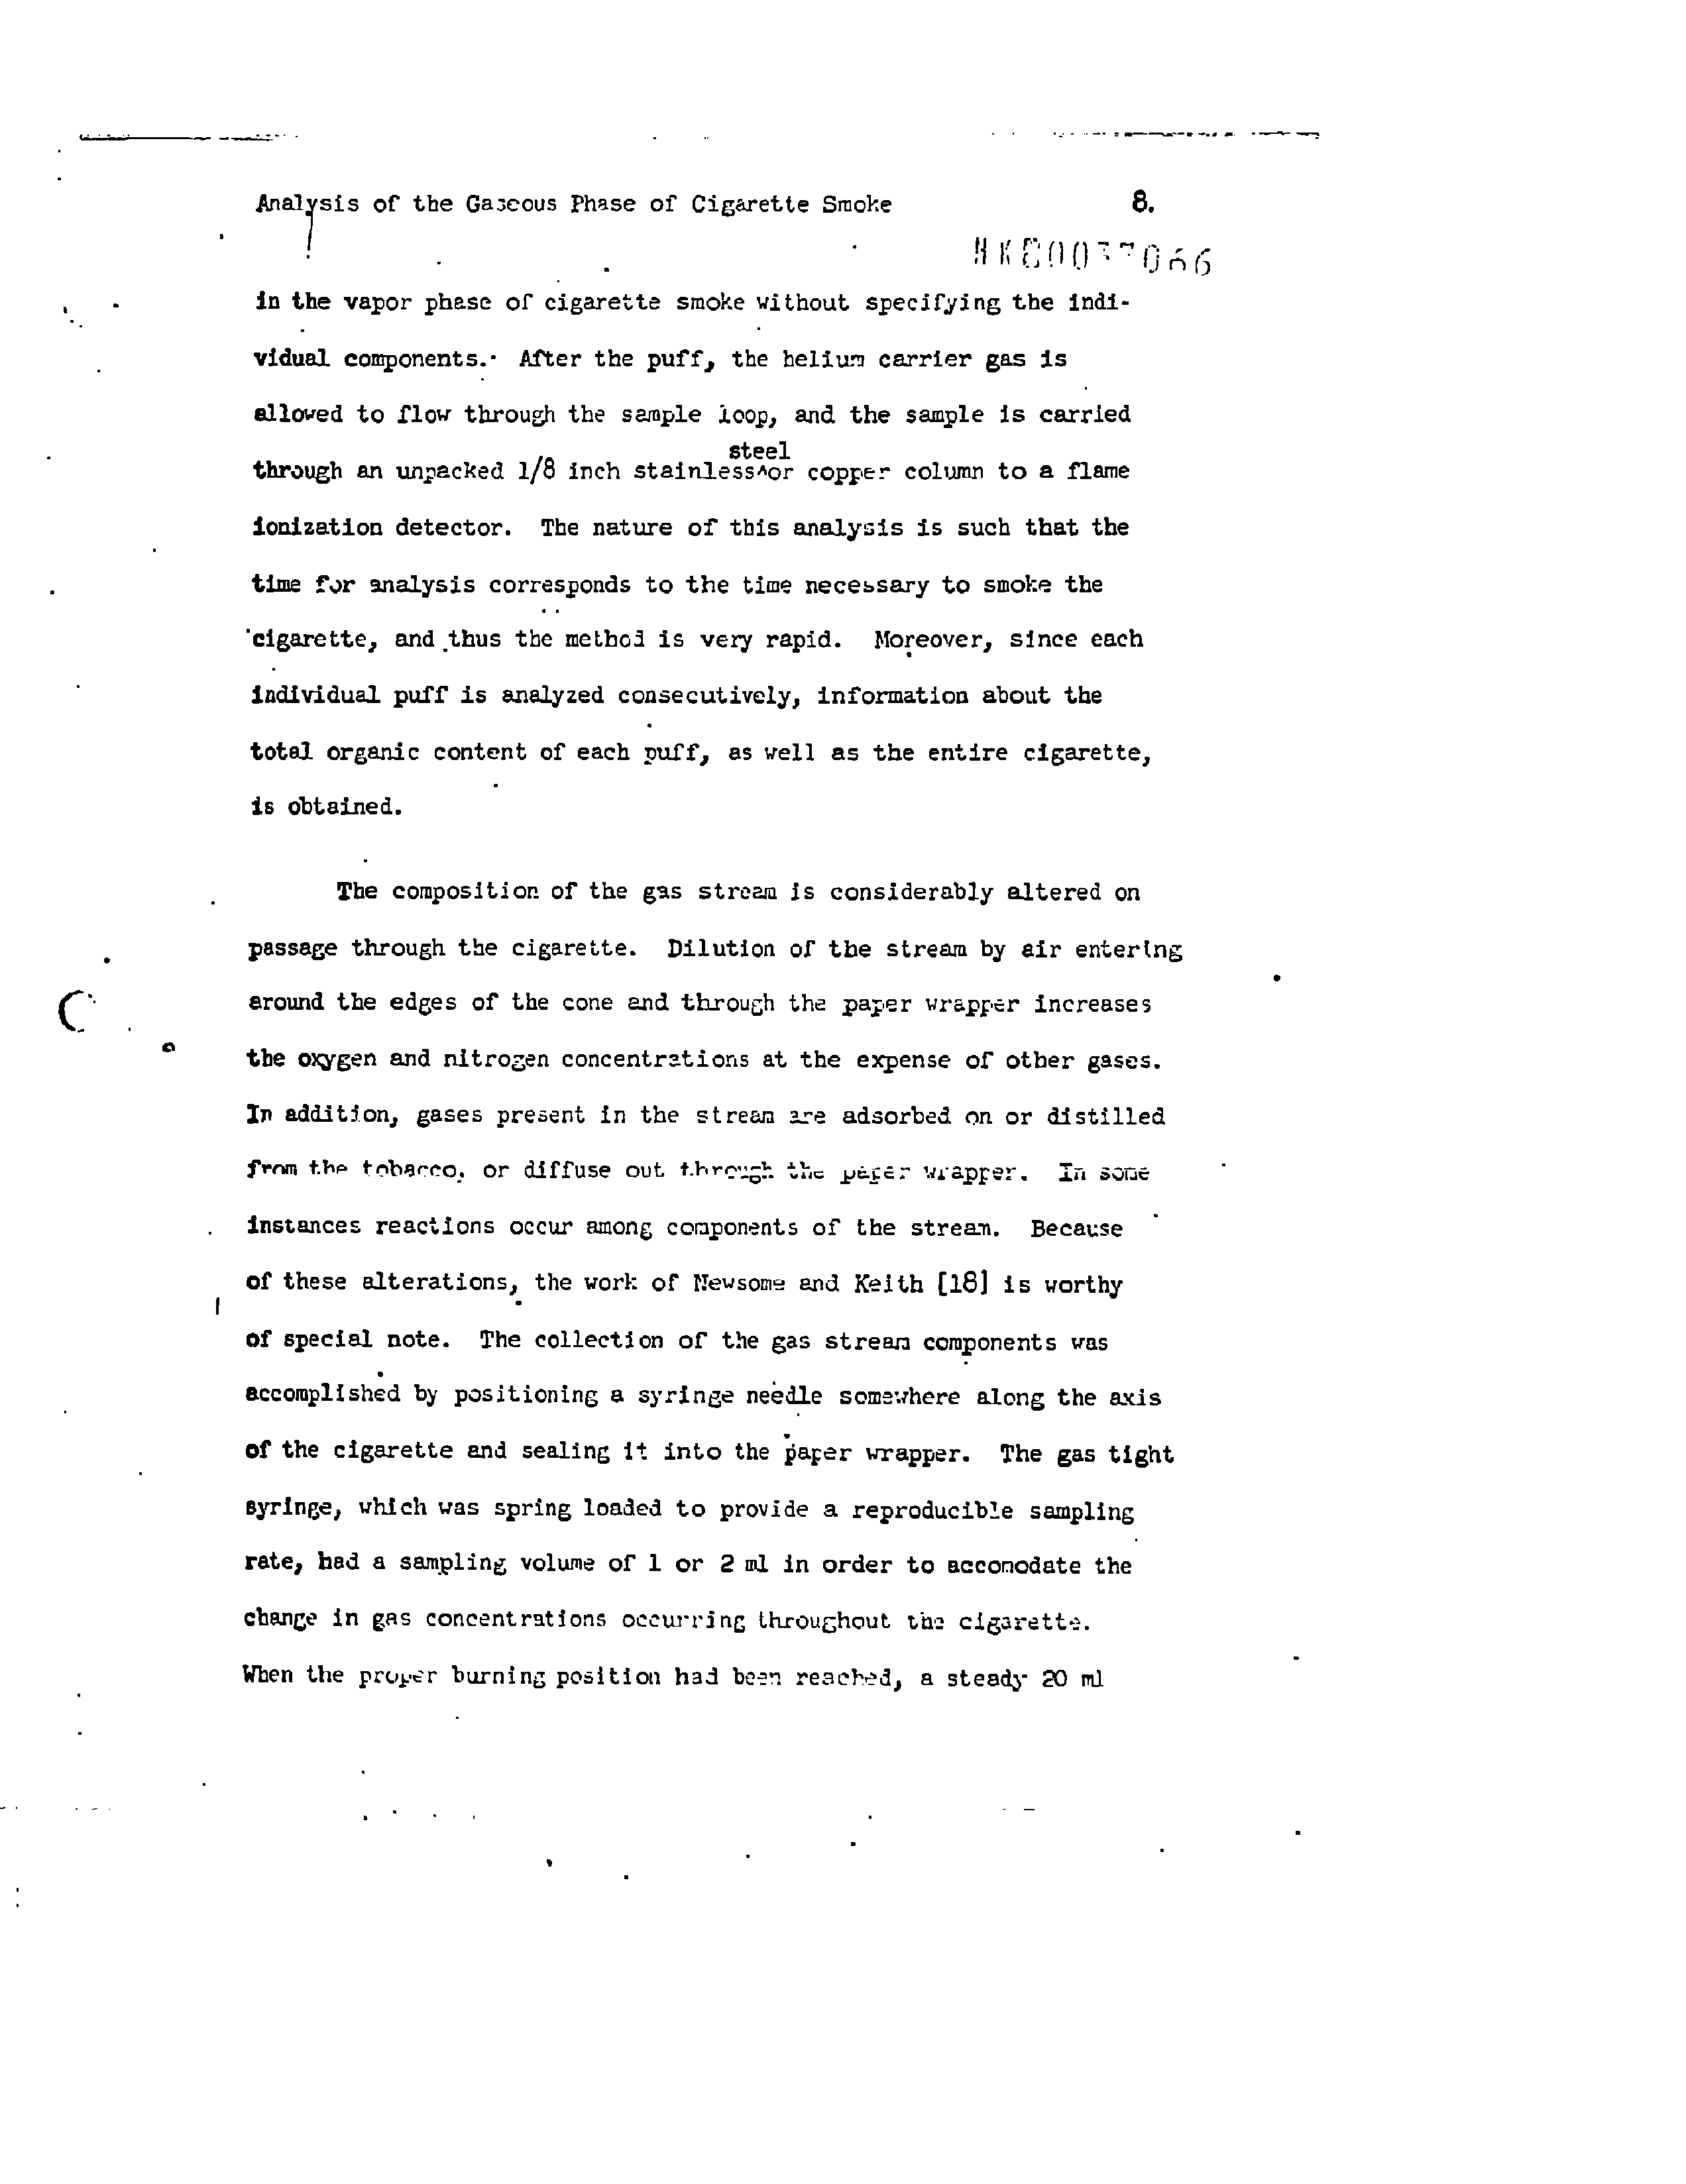 Analysis of the Gaseous Phase of Cigarette Smoke 8.
in the vapor phase of cigarette smoke without specifying the indi-
vidual components. After the puff, the helium carrier gas is
allowed to flow through the sample loop, and the sample is carried
steel
through an unpacked 1/8 inch stainless^or copper column to a flame
ionization detector. The nature of this analysis is such that the
time for analysis corresponds to the time necessary to smoke the
cigarette, and thus the method is very rapid. Moreover, since each
individual puff is analyzed consecutively, information about the
total organic content of each puff, as well as the entire cigarette,
is obtained.
The composition of the gas stream is considerably altered on
passage through the cigarette. Dilution of the stream by air entering
around the edges of the cone and through the paper wrapper increases
the oxygen and nitrogen concentrations at the expense of other gases.
In addition, gases present in the stream are adsorbed on or distilled
from the tobacco, or diffuse out through the paper wrapper. In some
instances reactions occur among components of the stream. Because
of these alterations, the work of Newsome and Keith [18] is worthy
of special note. The collection of the gas stream components was
accomplished by positioning a syringe needle somewhere along the axis
of the cigarette and sealing it into the paper wrapper. The gas tight
syringe, which was spring loaded to provide a reproducible sampling
rate, had a sampling volume of 1 or 2 ml in order to accomodate the
change in gas concentrations occurring throughout the cigarette.
When the proper burning position had been reached, a steady 20 ml